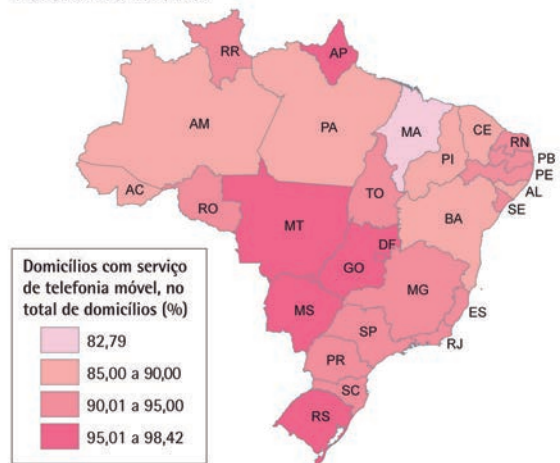 RR
AP
AM
PA
MA
CE
RN
PB
PE
AL
SE
PI
AC
RO
TO
BA
MT
DF
GO
MG
ES
MS
SP
RJ
PR
SC
RS
Domicílios com serviço
de telefonia móvel, no
total de domicílios (%)
82,79
85,00 a 90,00
90,01 a 95,00
95,01 a 98,42